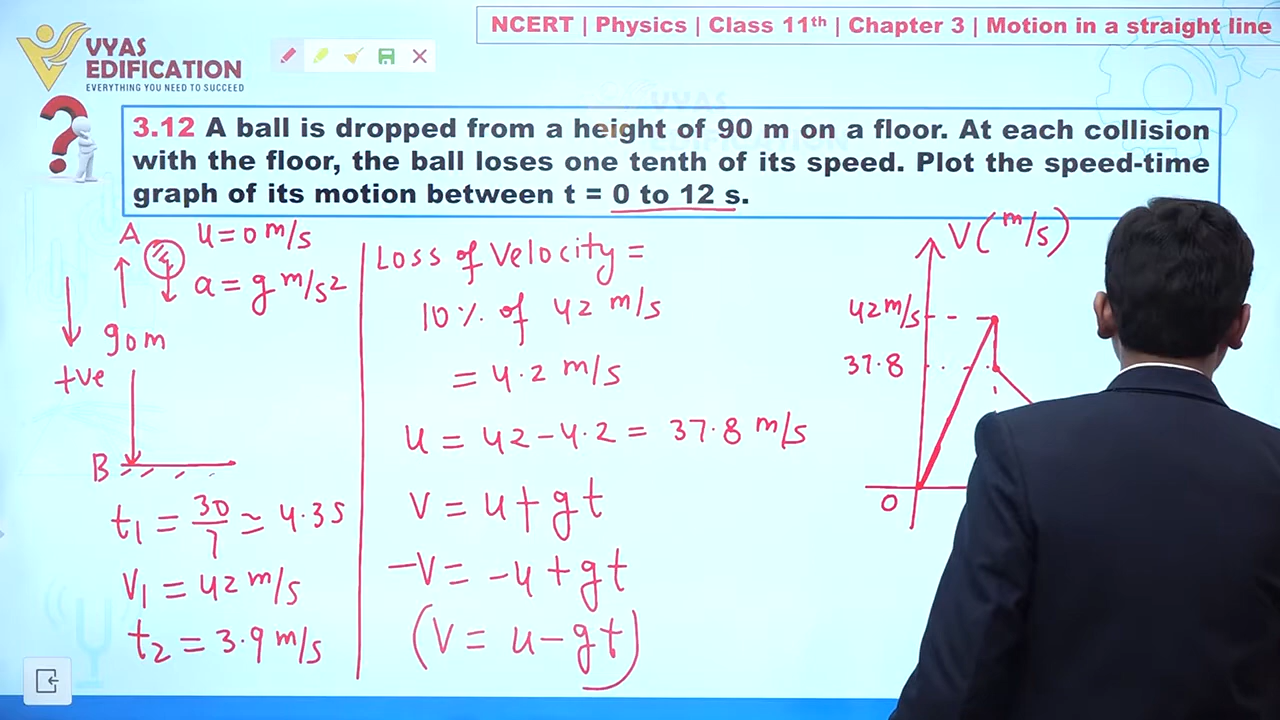 NCERT | Physics | Class 11th | Chapter 3 | Motion in a straight line
VYAS
EDIFICATION
EVERYTHING YOU NEED TO SUCCEED
VYAS
3.12 A ball is dropped from a height of 90 m on a floor. At each collision
with the floor, the ball loses one tenth of its speed. Plot the speed-time
graph of its motion between t = 0 to 12 s.
A u = 0 m/s
a = g m/s2
90m
+ve
B
t1 = 30/7 ≃ 4.3s
V1 = 42 m/s
t2 = 3.9 m/s
Loss of Velocity =
10% of 42 m/s
= 4.2 m/s
u = 42 - 4.2 = 37.8 m/s
V = u + gt
-V = -u + gt
(V = u - gt)
V(m/s)
42m/s
37.8
0